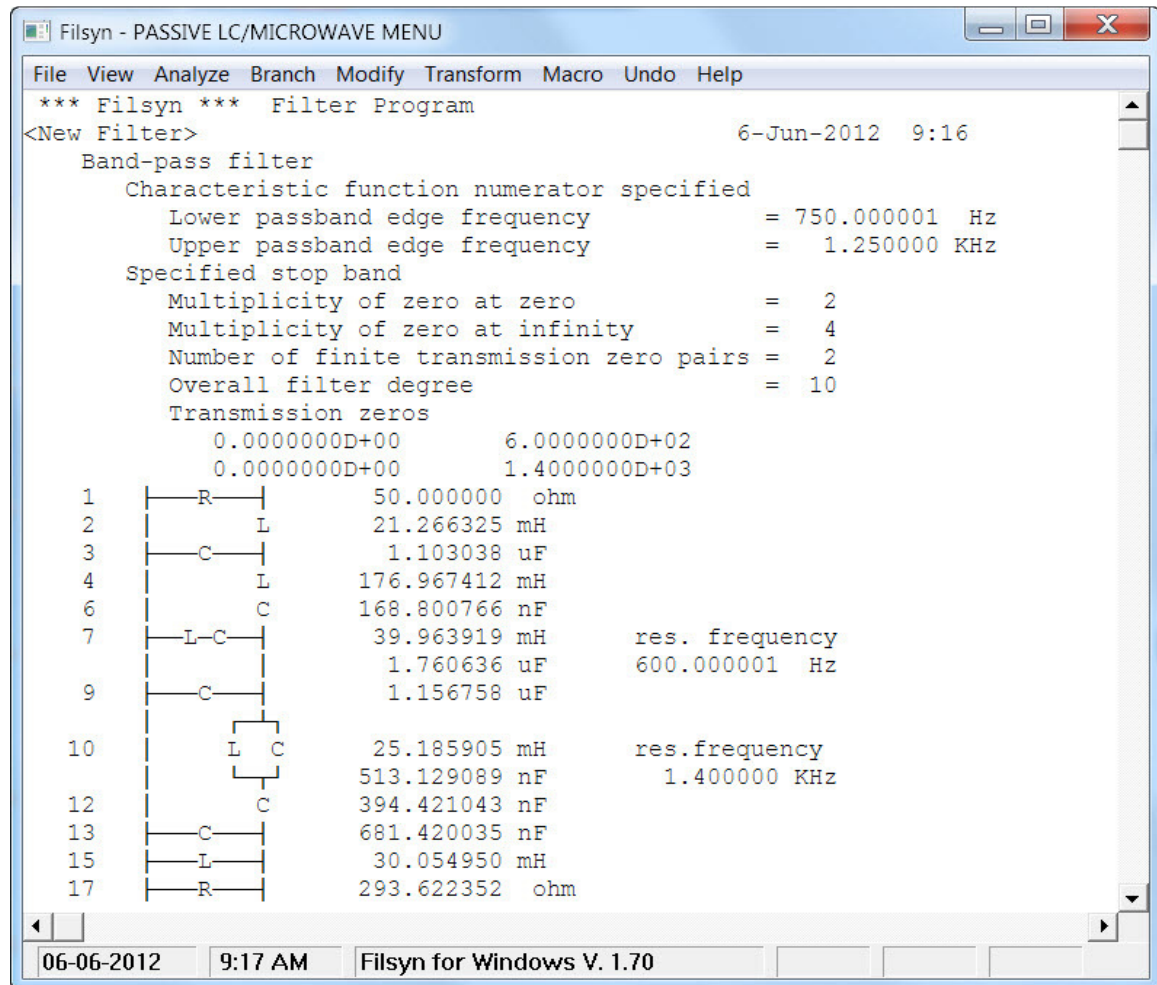 Filsyn - PASSIVE LC/MICROWAVE MENU
File View Analyze Branch Modify Transform Macro Undo Help
*** Filsyn *** Filter Program
<New Filter> 6-Jun-2012 9:16
Band-pass filter
Characteristic function numerator specified
Lower passband edge frequency = 750.000001 Hz
Upper passband edge frequency = 1.250000 KHz
Specified stop band
Multiplicity of zero at zero = 2
Multiplicity of zero at infinity = 4
Number of finite transmission zero pairs = 2
Overall filter degree = 10
Transmission zeros
0.0000000D+00 6.0000000D+02
0.0000000D+00 1.4000000D+03
1 R 50.000000 ohm
2 L 21.266325 mH
3 C 1.103038 uF
4 L 176.967412 mH
6 C 168.800766 nF
7 L-C 39.963919 mH res. frequency
1.760636 uF 600.000001 Hz
9 C 1.156758 uF
10 L C 25.185905 mH res.frequency
513.129089 nF 1.400000 KHz
12 C 394.421043 nF
13 C 681.420035 nF
15 L 30.054950 mH
17 R 293.622352 ohm
06-06-2012 9:17 AM Filsyn for Windows V. 1.70